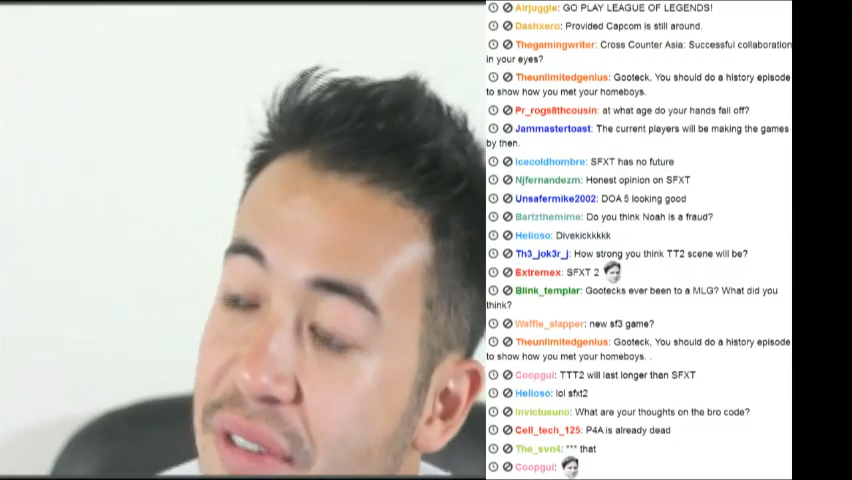 Airjuggle: GO PLAY LEAGUE OF LEGENDS!
Dashxero: Provided Capcom is still around.
Thegamingwriter: Cross Counter Asia: Successful collaboration
in your eyes?
Theunlimitedgenius: Gooteck, You should do a history episode
to show how you met your homeboys.
Pr_rogs8thcousin: at what age do your hands fall off?
Jammastertoast: The current players will be making the games
by then.
Icecoldhombre: SFXT has no future
Njfernandezm: Honest opinion on SFXT
Unsafermike2002: DOA 5 looking good
Bartzthemime: Do you think Noah is a fraud?
Helioso: Divekickkkkk
Th3_jok3r_j: How strong you think TT2 scene will be?
Extremex: SFXT 2
Blink_templar: Gootecks ever been to a MLG? What did you
think?
Waffle_slapper: new sf3 game?
Theunlimitedgenius: Gooteck, You should do a history episode
to show how you met your homeboys. .
Coopgui: TTT2 will last longer than SFXT
Helioso: lol sfxt2
Invictusuno: What are your thoughts on the bro code?
Cell_tech_125: P4A is already dead
The_svn4: *** that
Coopgui: